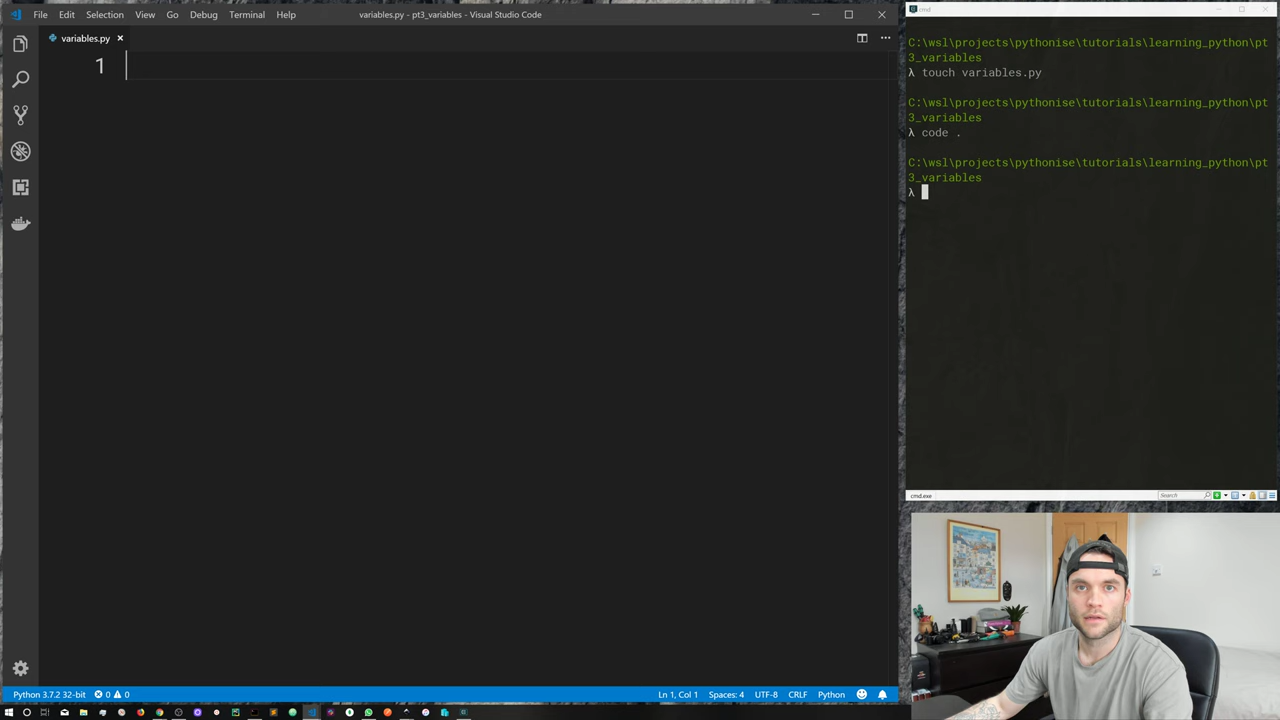 File Edit Selection View Go Debug Terminal Help
variables.py - pt3_variables - Visual Studio Code
variables.py
1
Python 3.7.2 32-bit 0 0
Ln 1, Col 1 Spaces: 4 UTF-8 CRLF Python
cmd
C:\wsl\projects\pythonise\tutorials\learning_python\pt
3_variables
λ touch variables.py
C:\wsl\projects\pythonise\tutorials\learning_python\pt
3_variables
λ code .
C:\wsl\projects\pythonise\tutorials\learning_python\pt
3_variables
λ
cmd.exe
Search